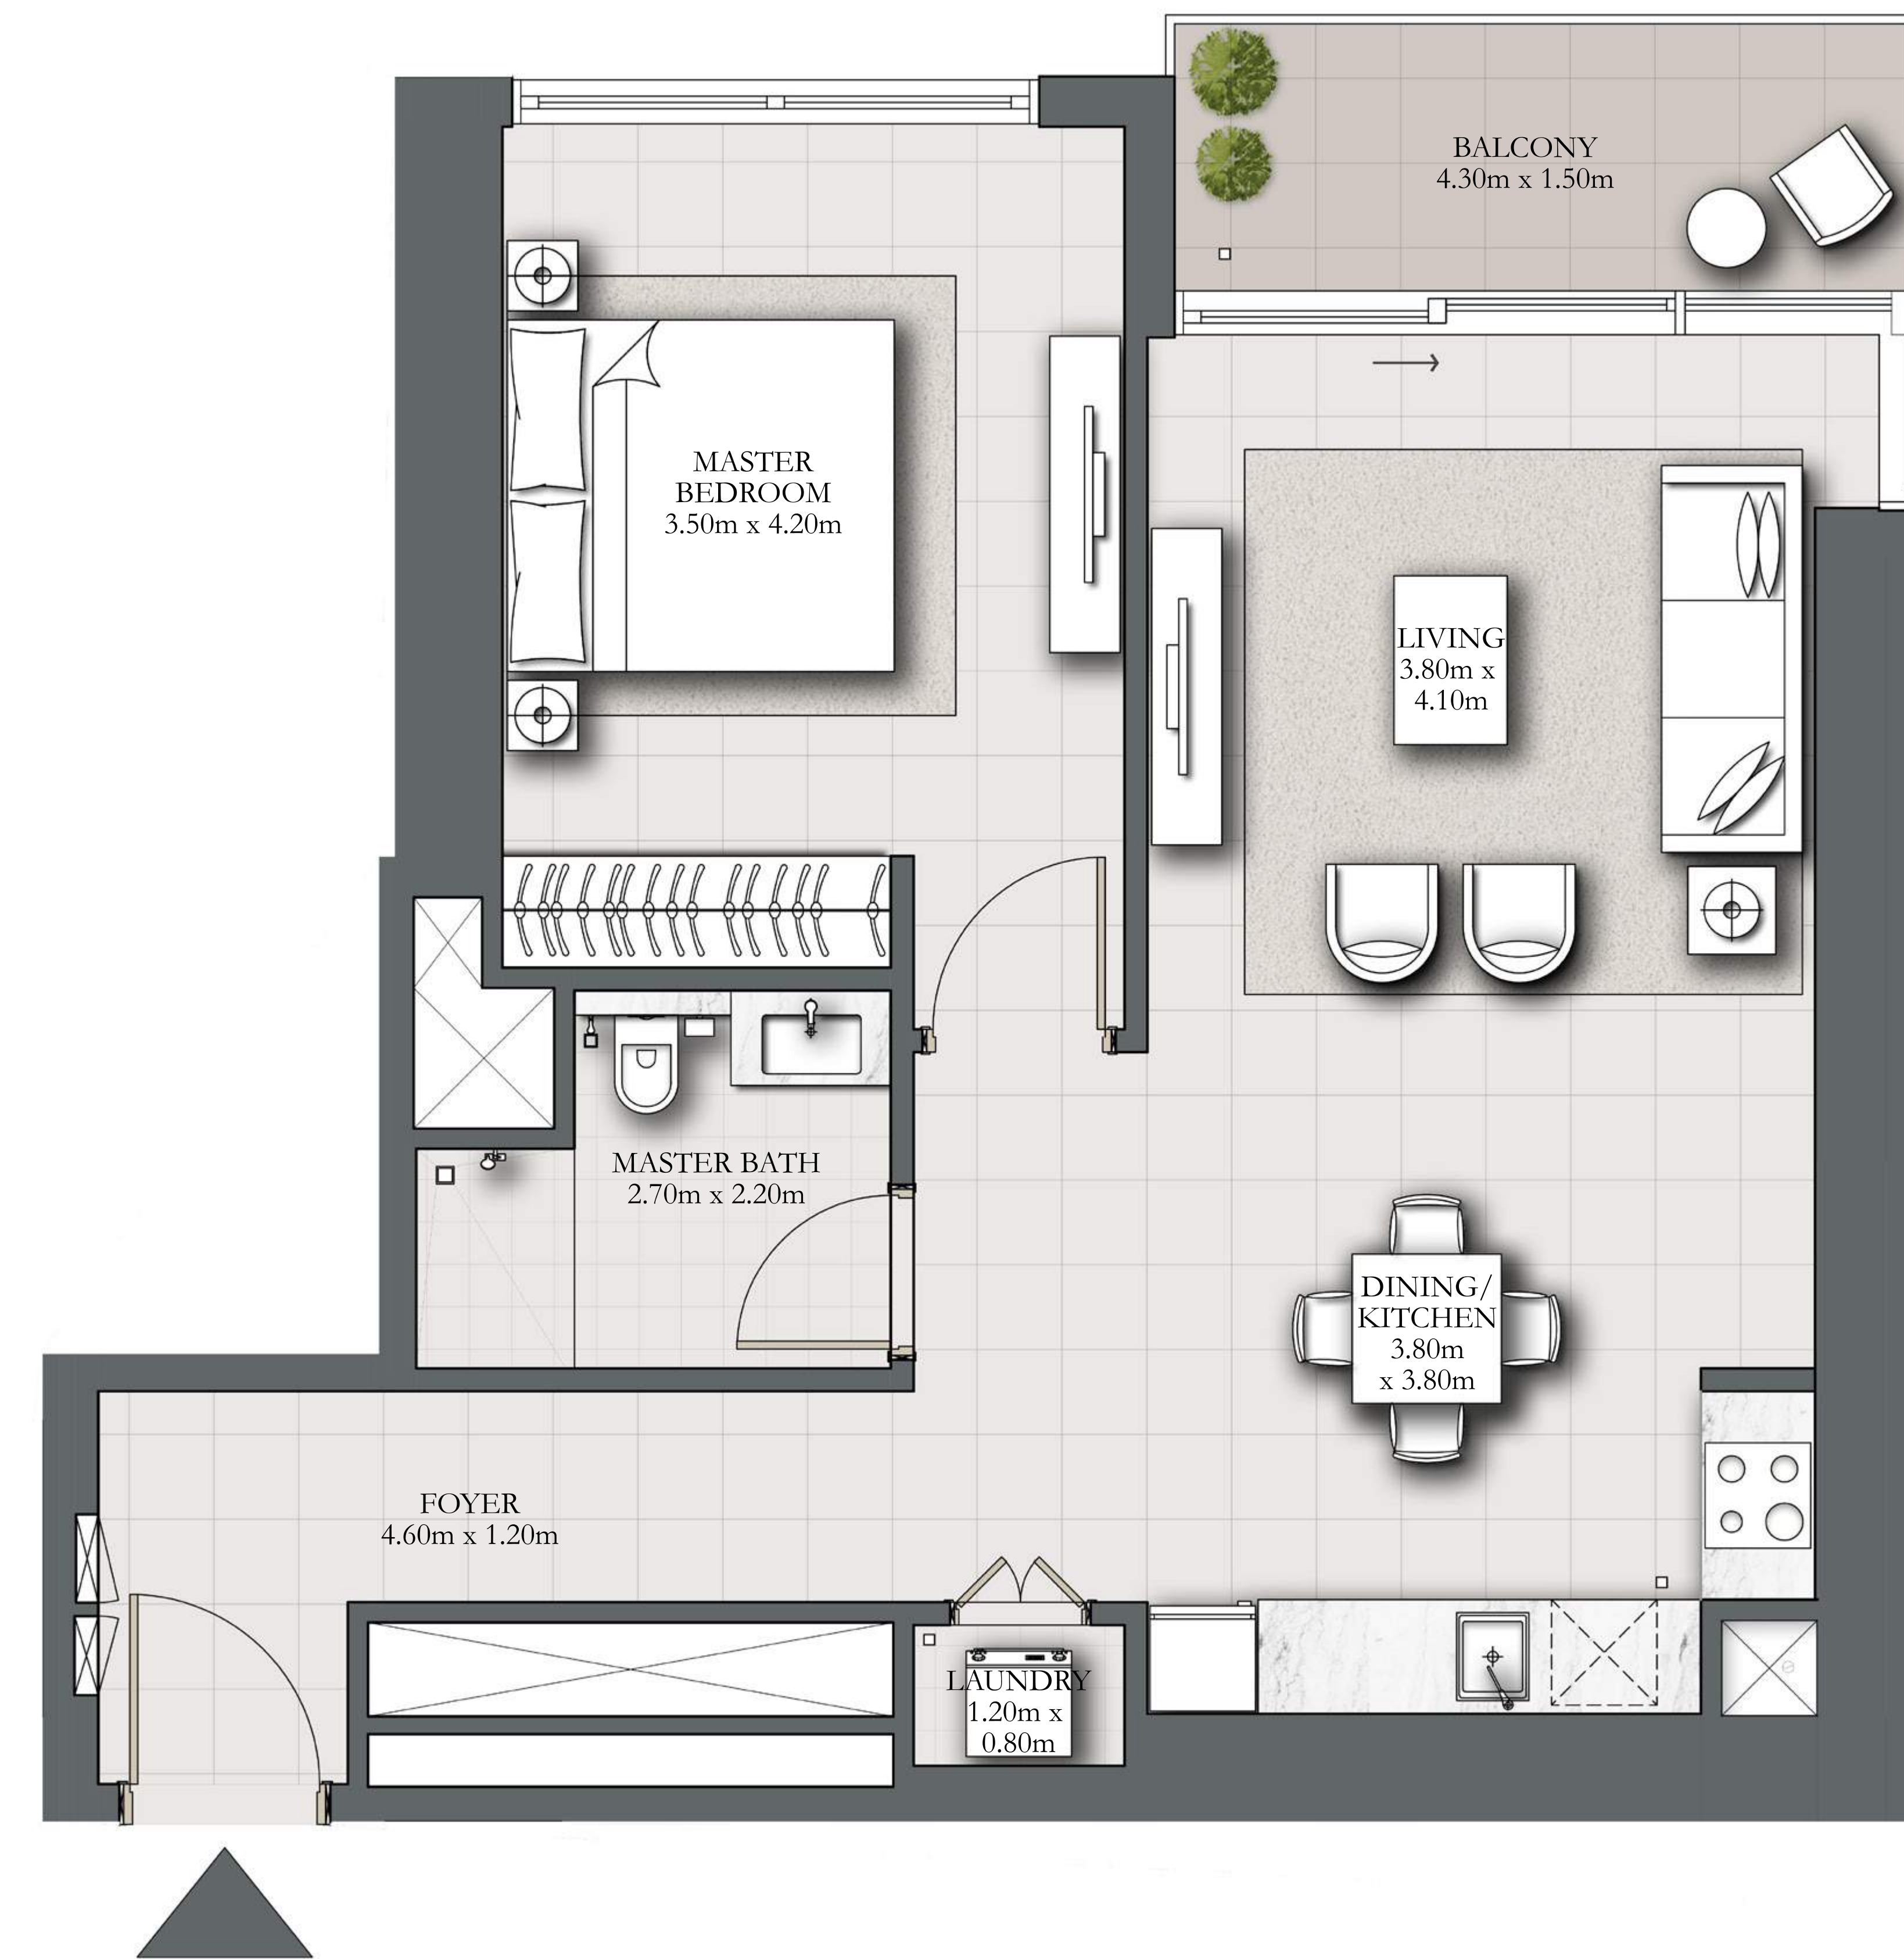 BALCONY
4.30m x 1.50m
MASTER
BEDROOM
3.50m x 4.20m
LIVING
3.80m x
4.10m
MASTER BATH
2.70m x 2.20m
DINING/
KITCHEN
3.80m
x 3.80m
FOYER
4.60m x 1.20m
LAUNDRY
1.20m x
0.80m